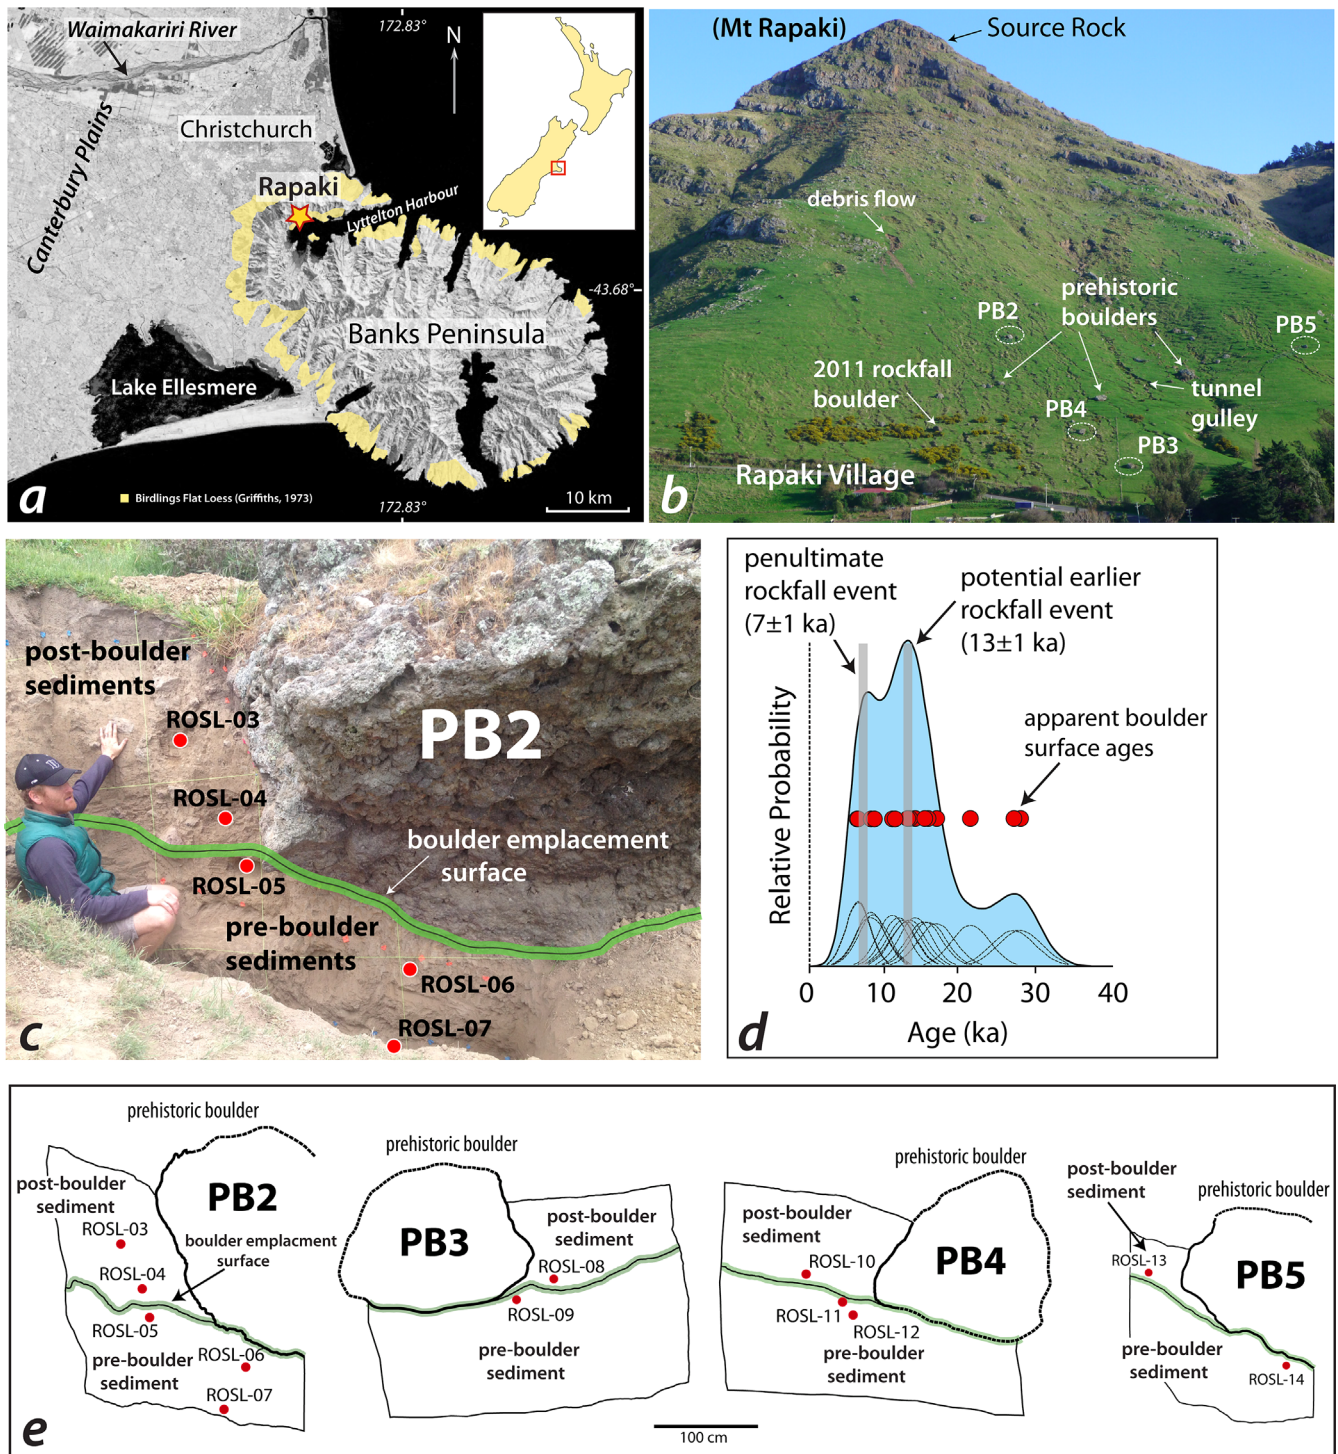 Waimakariri River
172.83°
N
Canterbury Plains
Christchurch
Rapaki
Lyttelton Harbour
-43.68°
Banks Peninsula
Lake Ellesmere
Birdlings Flat Loess (Griffiths, 1973)
10 km
172.83°
a
(Mt Rapaki)
Source Rock
debris flow
prehistoric
boulders
PB2
PB5
2011 rockfall
boulder
tunnel
gulley
PB4
PB3
Rapaki Village
b
post-boulder
sediments
ROSL-03
PB2
ROSL-04
boulder emplacement
surface
ROSL-05
pre-boulder
sediments
ROSL-06
ROSL-07
c
penultimate
rockfall event
(7±1 ka)
potential earlier
rockfall event
(13±1 ka)
apparent boulder
surface ages
Relative Probability
0 10 20 30 40
Age (ka)
d
prehistoric boulder
post-boulder
sediment
PB2
ROSL-03
boulder emplacment
surface
ROSL-04
ROSL-05
pre-boulder
sediment
ROSL-06
ROSL-07
prehistoric boulder
PB3
post-boulder
sediment
ROSL-08
ROSL-09
pre-boulder
sediment
prehistoric boulder
post-boulder
sediment
ROSL-10
PB4
ROSL-11
ROSL-12
pre-boulder
sediment
post-boulder
sediment
prehistoric boulder
ROSL-13
PB5
pre-boulder
sediment
ROSL-14
100 cm
e